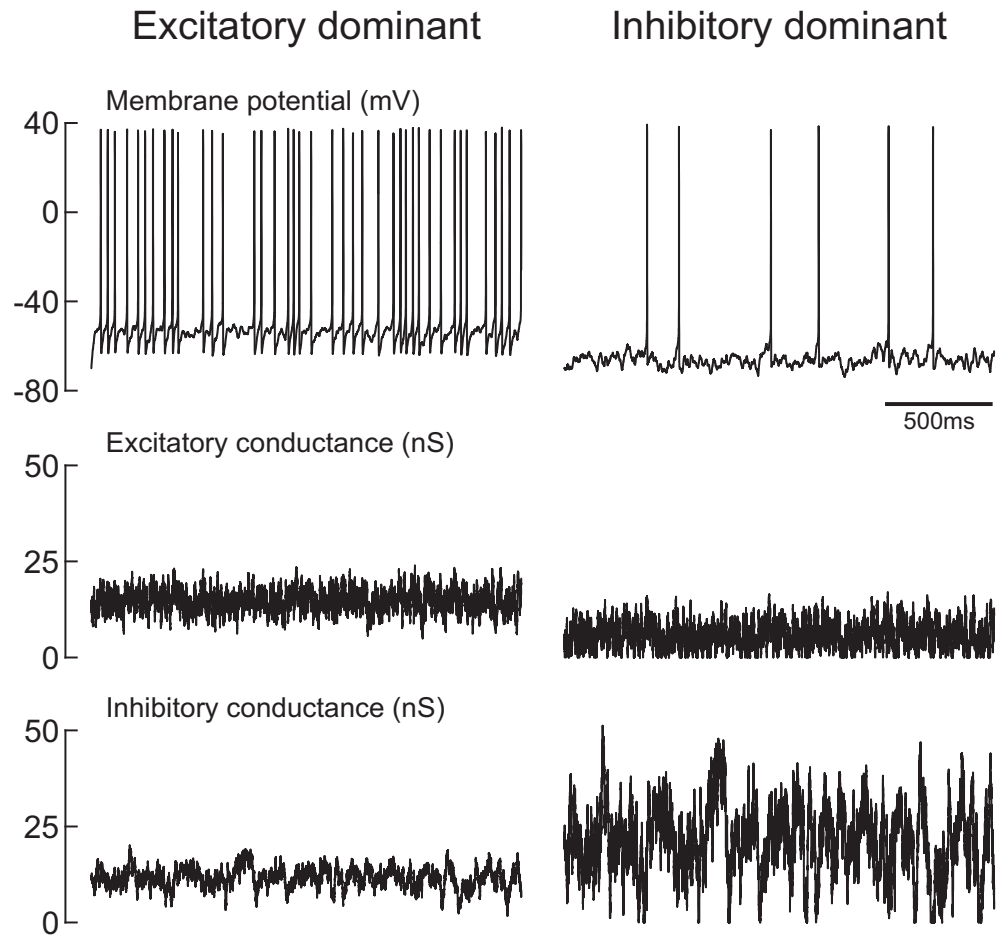 Excitatory dominant
Inhibitory dominant
Membrane potential (mV)
40
0
-40
-80
500ms
Excitatory conductance (nS)
50
25
0
Inhibitory conductance (nS)
50
25
0